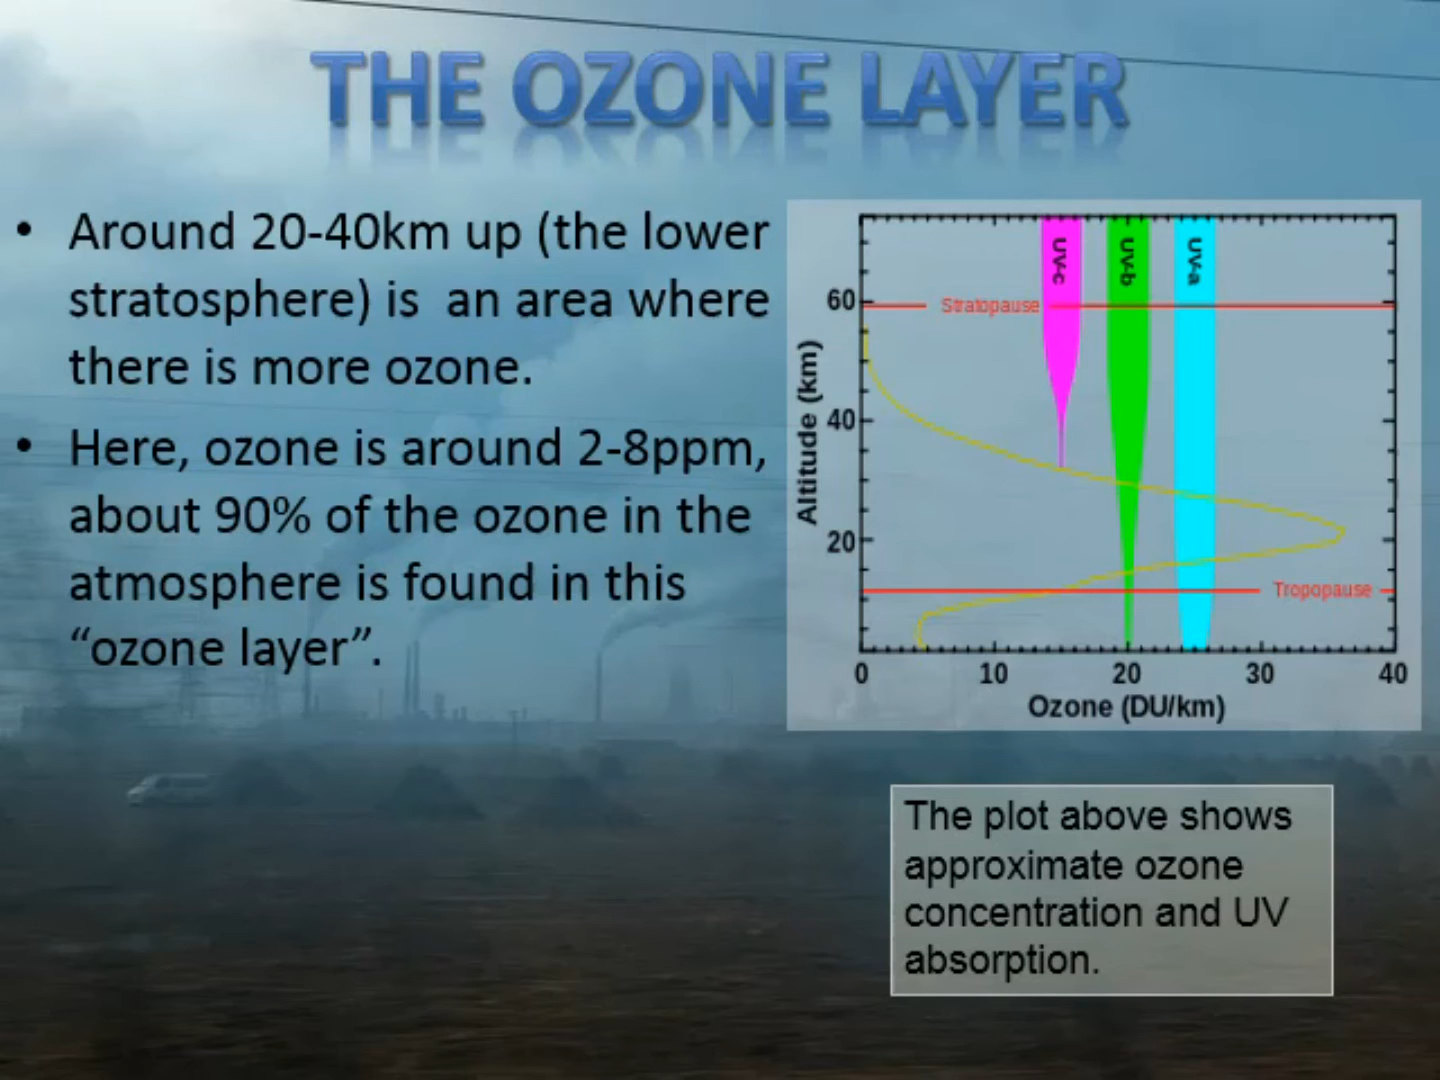 THE OZONE LAYER
• Around 20-40km up (the lower
stratosphere) is an area where
there is more ozone.
• Here, ozone is around 2-8ppm,
about 90% of the ozone in the
atmosphere is found in this
“ozone layer”.
UV-c
UV-b
UV-a
60
Stratopause
40
20
Altitude (km)
Tropopause
0 10 20 30 40
Ozone (DU/km)
The plot above shows
approximate ozone
concentration and UV
absorption.